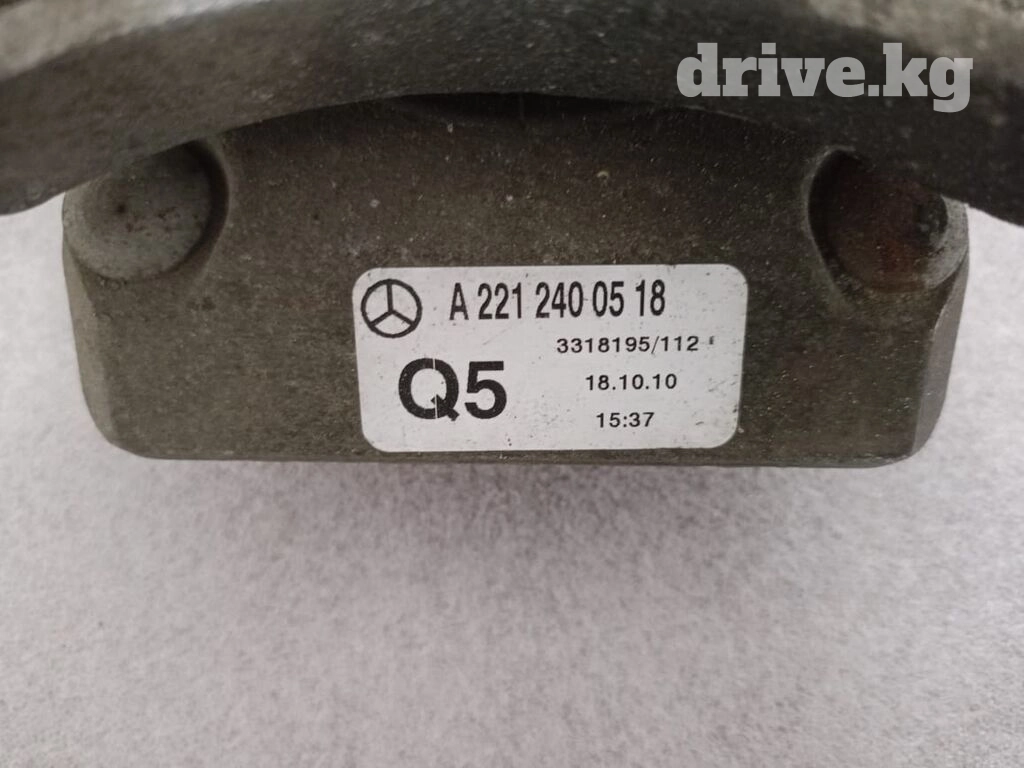 drive.kg
A 221 240 05 18
3318195/112
Q5
18.10.10
15:37